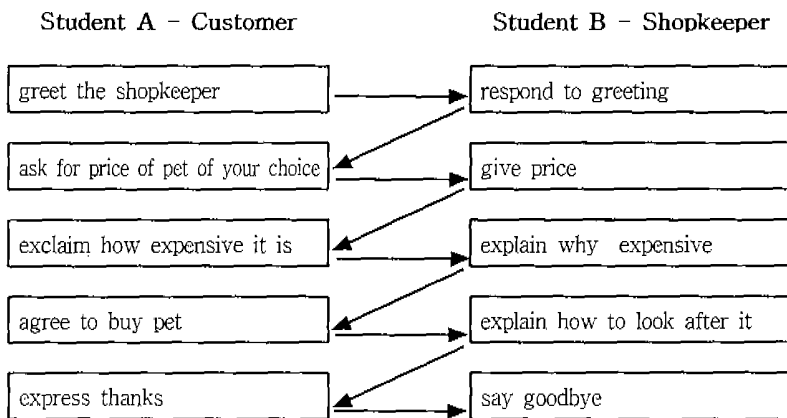 Student A - Customer
Student B - Shopkeeper
greet the shopkeeper
respond to greeting
ask for price of pet of your choice
give price
exclaim how expensive it is
explain why expensive
agree to buy pet
explain how to look after it
express thanks
say goodbye